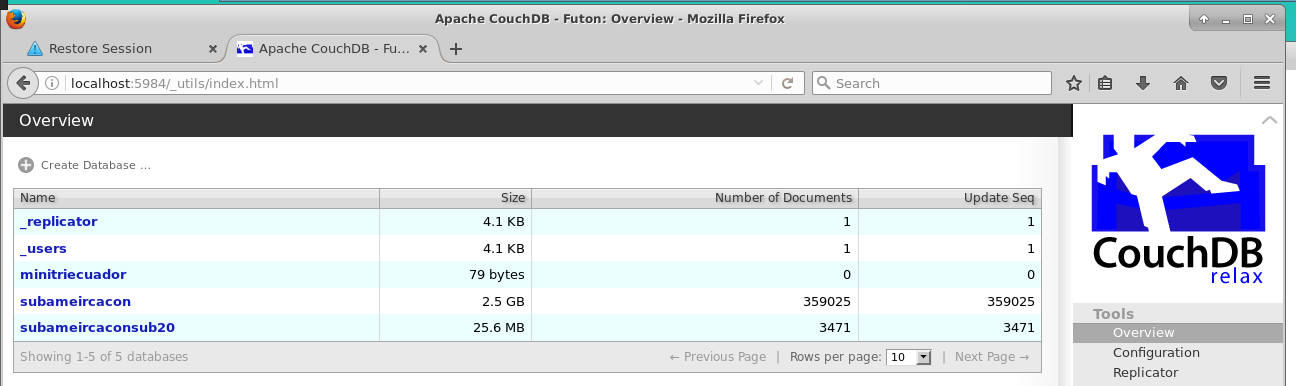 Apache CouchDB - Futon: Overview - Mozilla Firefox
Restore Session
Apache CouchDB - Fu...
localhost:5984/_utils/index.html
Search
Overview
Create Database ...
Name Size Number of Documents Update Seq
_replicator 4.1 KB 1 1
_users 4.1 KB 1 1
minitriecuador 79 bytes 0 0
subameircacon 2.5 GB 359025 359025
subameircaconsub20 25.6 MB 3471 3471
Showing 1-5 of 5 databases ← Previous Page | Rows per page: 10 | Next Page →
CouchDB
relax
Tools
Overview
Configuration
Replicator